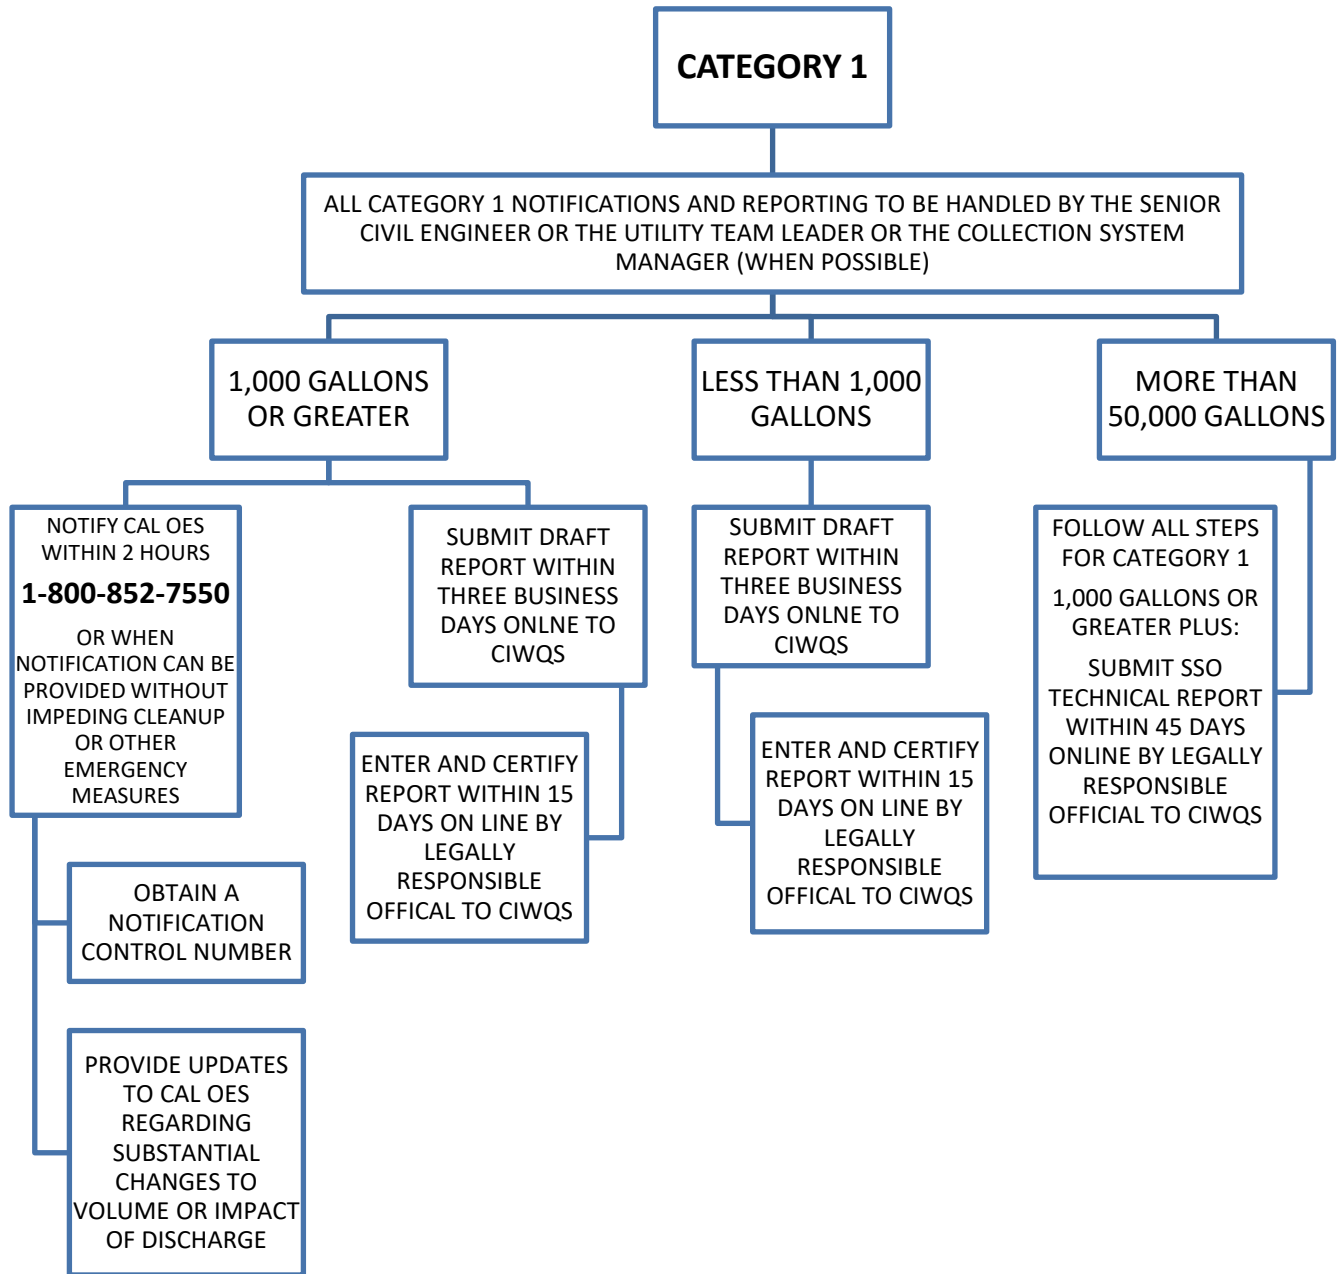 CATEGORY 1
ALL CATEGORY 1 NOTIFICATIONS AND REPORTING TO BE HANDLED BY THE SENIOR
CIVIL ENGINEER OR THE UTILITY TEAM LEADER OR THE COLLECTION SYSTEM
MANAGER (WHEN POSSIBLE)
1,000 GALLONS
OR GREATER
NOTIFY CAL OES
WITHIN 2 HOURS
1-800-852-7550
OR WHEN
NOTIFICATION CAN BE
PROVIDED WITHOUT
IMPEDING CLEANUP
OR OTHER
EMERGENCY
MEASURES
OBTAIN A
NOTIFICATION
CONTROL NUMBER
PROVIDE UPDATES
TO CAL OES
REGARDING
SUBSTANTIAL
CHANGES TO
VOLUME OR IMPACT
OF DISCHARGE
SUBMIT DRAFT
REPORT WITHIN
THREE BUSINESS
DAYS ONLNE TO
CIWQS
ENTER AND CERTIFY
REPORT WITHIN 15
DAYS ON LINE BY
LEGALLY
RESPONSIBLE
OFFICAL TO CIWQS
LESS THAN 1,000
GALLONS
SUBMIT DRAFT
REPORT WITHIN
THREE BUSINESS
DAYS ONLNE TO
CIWQS
ENTER AND CERTIFY
REPORT WITHIN 15
DAYS ON LINE BY
LEGALLY
RESPONSIBLE
OFFICAL TO CIWQS
MORE THAN
50,000 GALLONS
FOLLOW ALL STEPS
FOR CATEGORY 1
1,000 GALLONS OR
GREATER PLUS:
SUBMIT SSO
TECHNICAL REPORT
WITHIN 45 DAYS
ONLINE BY LEGALLY
RESPONSIBLE
OFFICIAL TO CIWQS